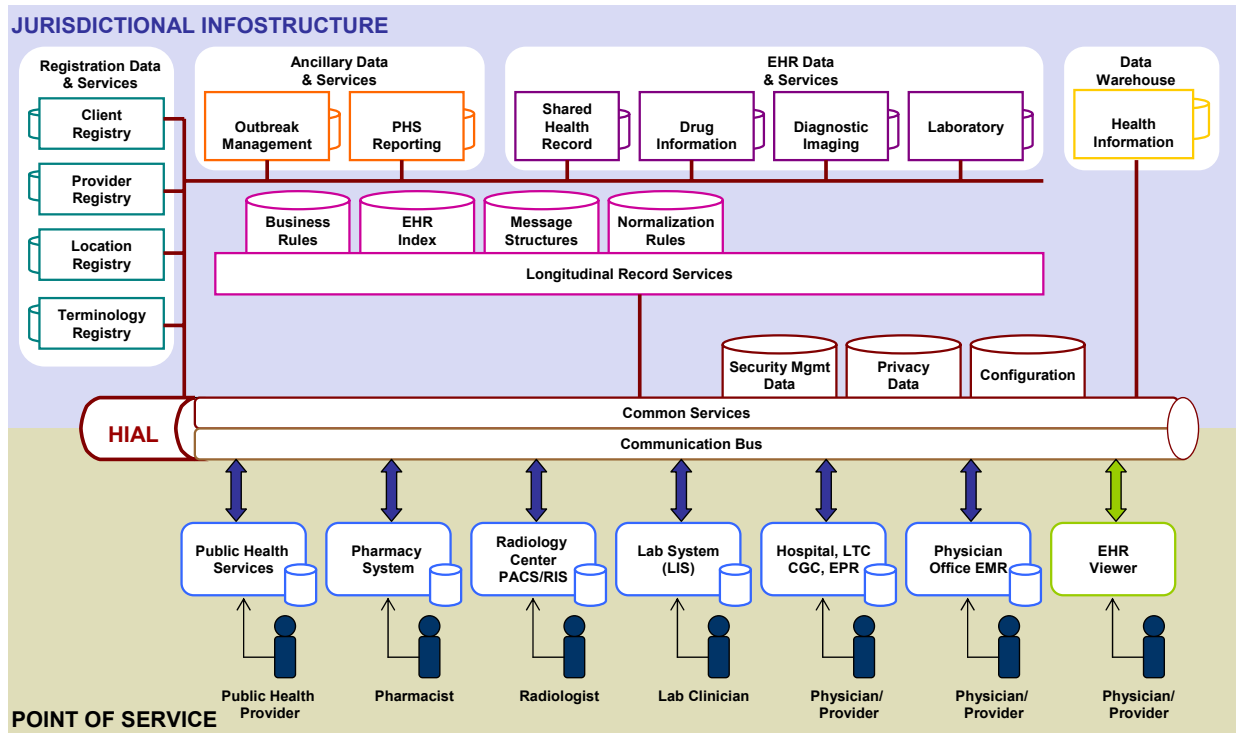 JURISDICTIONAL INFOSTRUCTURE
Registration Data
& Services
Client
Registry
Provider
Registry
Location
Registry
Terminology
Registry
Ancillary Data
& Services
Outbreak
Management
PHS
Reporting
EHR Data
& Services
Shared
Health
Record
Drug
Information
Diagnostic
Imaging
Laboratory
Data
Warehouse
Health
Information
Business
Rules
EHR
Index
Message
Structures
Normalization
Rules
Longitudinal Record Services
Security Mgmt
Data
Privacy
Data
Configuration
HIAL
Common Services
Communication Bus
Public Health
Services
Pharmacy
System
Radiology
Center
PACS/RIS
Lab System
(LIS)
Hospital, LTC
CGC, EPR
Physician
Office EMR
EHR
Viewer
Public Health
Provider
Pharmacist
Radiologist
Lab Clinician
Physician/
Provider
Physician/
Provider
Physician/
Provider
POINT OF SERVICE